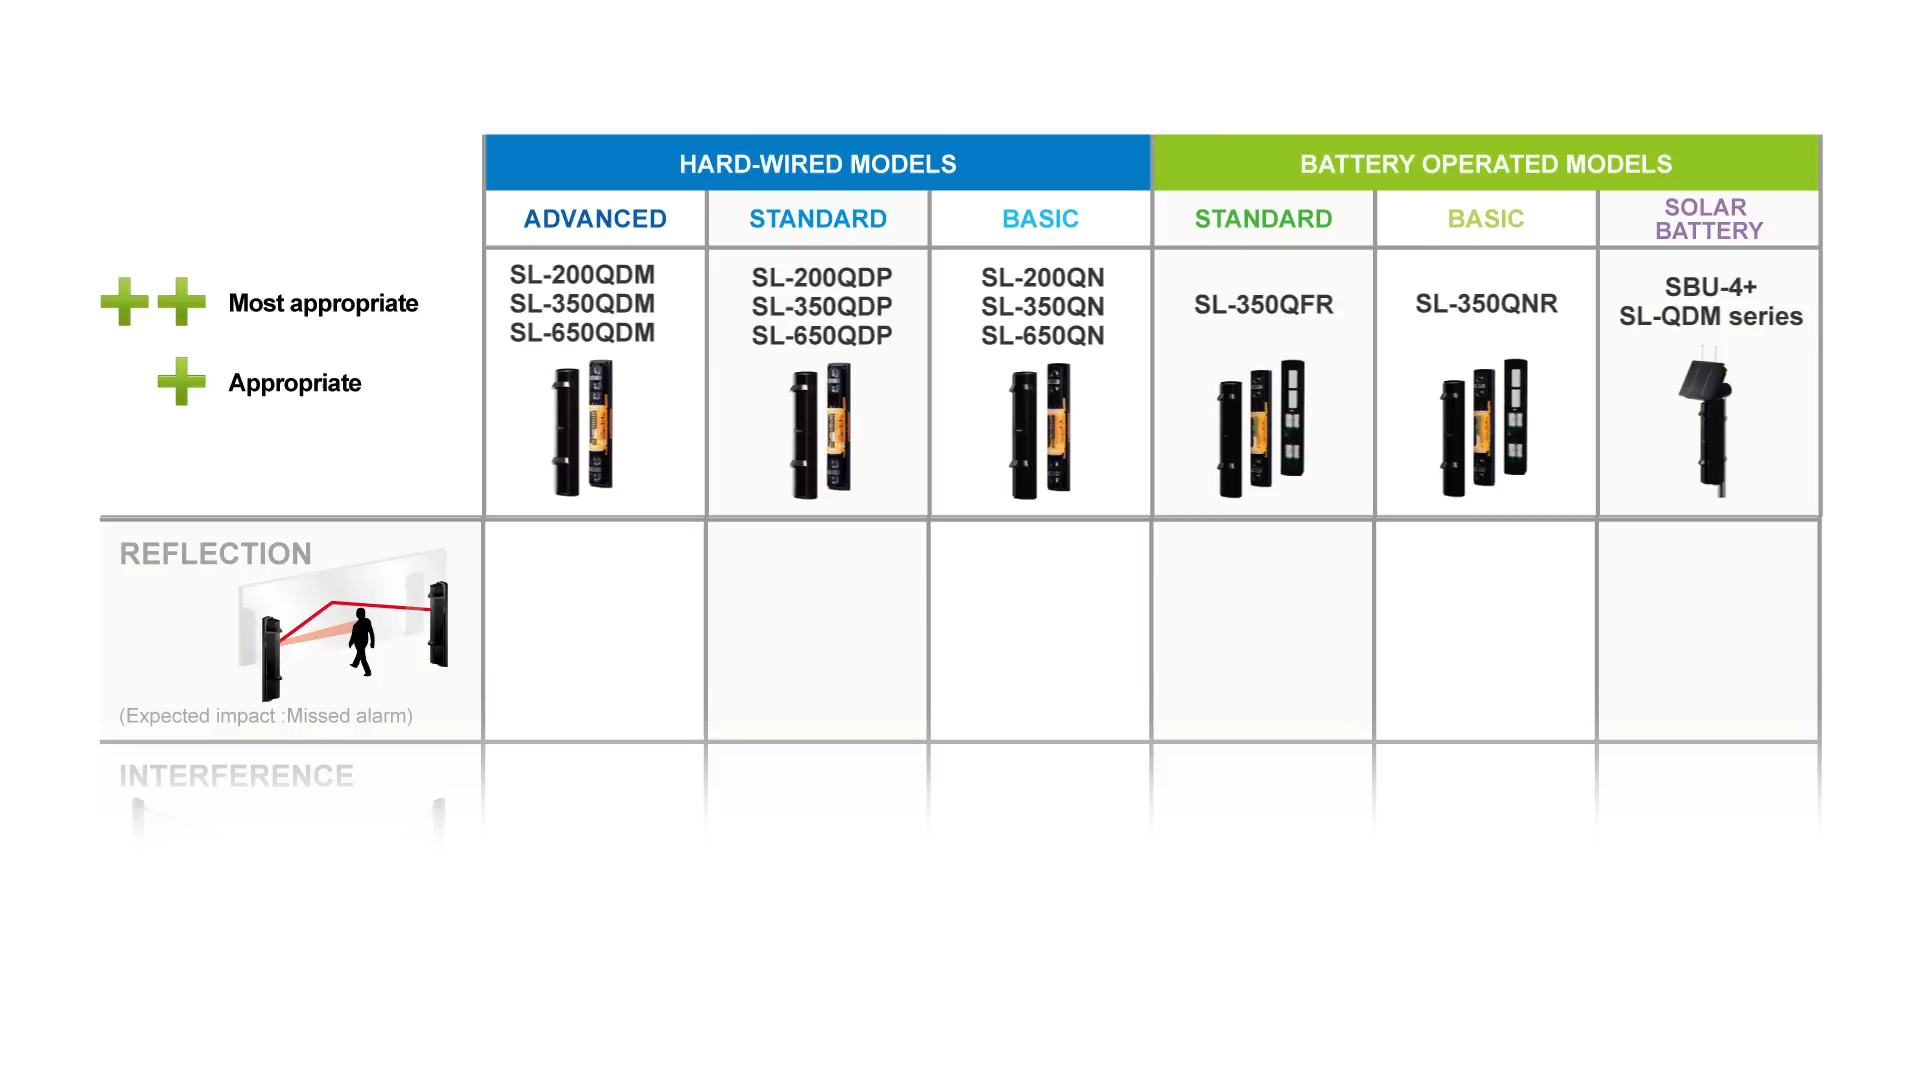 HARD-WIRED MODELS
BATTERY OPERATED MODELS
ADVANCED
STANDARD
BASIC
STANDARD
BASIC
SOLAR
BATTERY
Most appropriate
Appropriate
SL-200QDM
SL-350QDM
SL-650QDM
SL-200QDP
SL-350QDP
SL-650QDP
SL-200QN
SL-350QN
SL-650QN
SL-350QFR
SL-350QNR
SBU-4+
SL-QDM series
REFLECTION
(Expected impact :Missed alarm)
INTERFERENCE